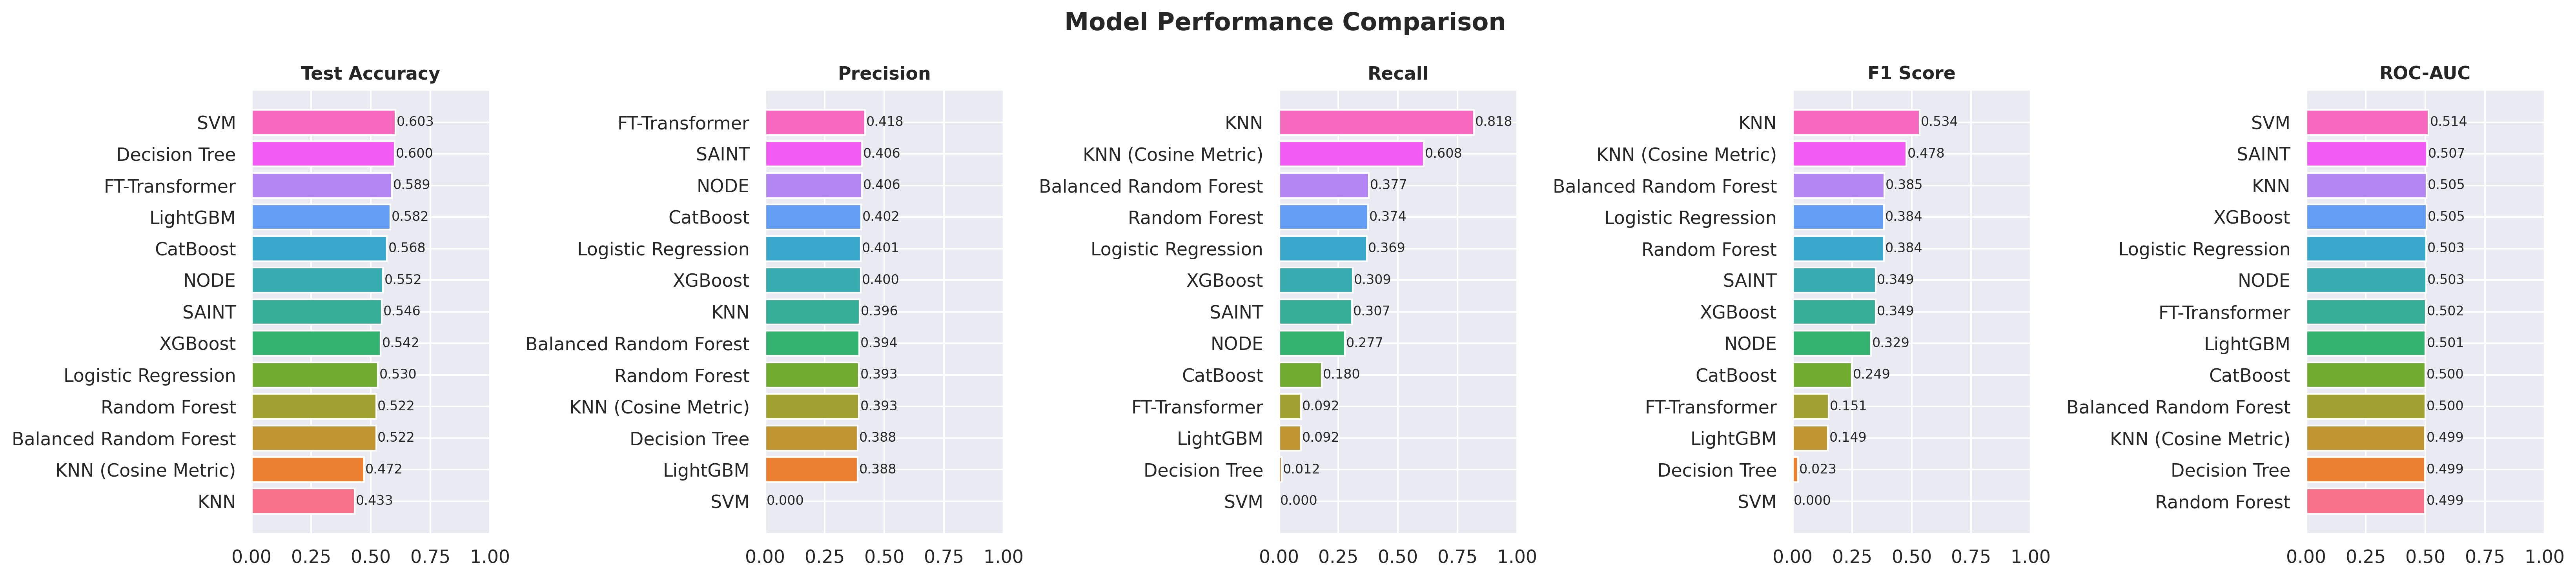 Model Performance Comparison
Test Accuracy
SVM 0.603
Decision Tree 0.600
FT-Transformer 0.589
LightGBM 0.582
CatBoost 0.568
NODE 0.552
SAINT 0.546
XGBoost 0.542
Logistic Regression 0.530
Random Forest 0.522
Balanced Random Forest 0.522
KNN (Cosine Metric) 0.472
KNN 0.433
0.00 0.25 0.50 0.75 1.00
Precision
FT-Transformer 0.418
SAINT 0.406
NODE 0.406
CatBoost 0.402
Logistic Regression 0.401
XGBoost 0.400
KNN 0.396
Balanced Random Forest 0.394
Random Forest 0.393
KNN (Cosine Metric) 0.393
Decision Tree 0.388
LightGBM 0.388
SVM 0.000
0.00 0.25 0.50 0.75 1.00
Recall
KNN 0.818
KNN (Cosine Metric) 0.608
Balanced Random Forest 0.377
Random Forest 0.374
Logistic Regression 0.369
XGBoost 0.309
SAINT 0.307
NODE 0.277
CatBoost 0.180
FT-Transformer 0.092
LightGBM 0.092
Decision Tree 0.012
SVM 0.000
0.00 0.25 0.50 0.75 1.00
F1 Score
KNN 0.534
KNN (Cosine Metric) 0.478
Balanced Random Forest 0.385
Logistic Regression 0.384
Random Forest 0.384
SAINT 0.349
XGBoost 0.349
NODE 0.329
CatBoost 0.249
FT-Transformer 0.151
LightGBM 0.149
Decision Tree 0.023
SVM 0.000
0.00 0.25 0.50 0.75 1.00
ROC-AUC
SVM 0.514
SAINT 0.507
KNN 0.505
XGBoost 0.505
Logistic Regression 0.503
NODE 0.503
FT-Transformer 0.502
LightGBM 0.501
CatBoost 0.500
Balanced Random Forest 0.500
KNN (Cosine Metric) 0.499
Decision Tree 0.499
Random Forest 0.499
0.00 0.25 0.50 0.75 1.00